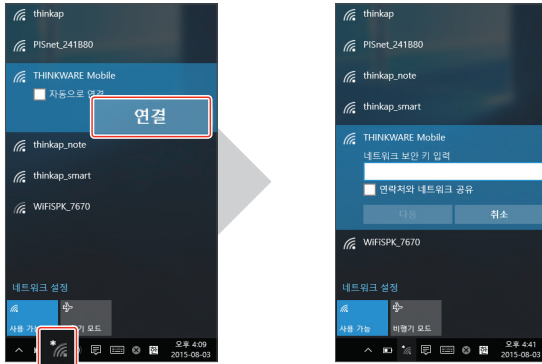 thinkap
PISnet_241B80
THINKWARE Mobile
자동으로 연결
연결
thinkap_note
thinkap_smart
WiFiSPK_7670
네트워크 설정
사용 가능
기 모드
오후 4:09
2015-08-03
thinkap
PISnet_241B80
thinkap_note
thinkap_smart
THINKWARE Mobile
네트워크 보안 키 입력
연락처와 네트워크 공유
다음
취소
WiFiSPK_7670
네트워크 설정
사용 가능
비행기 모드
오후 4:41
2015-08-03